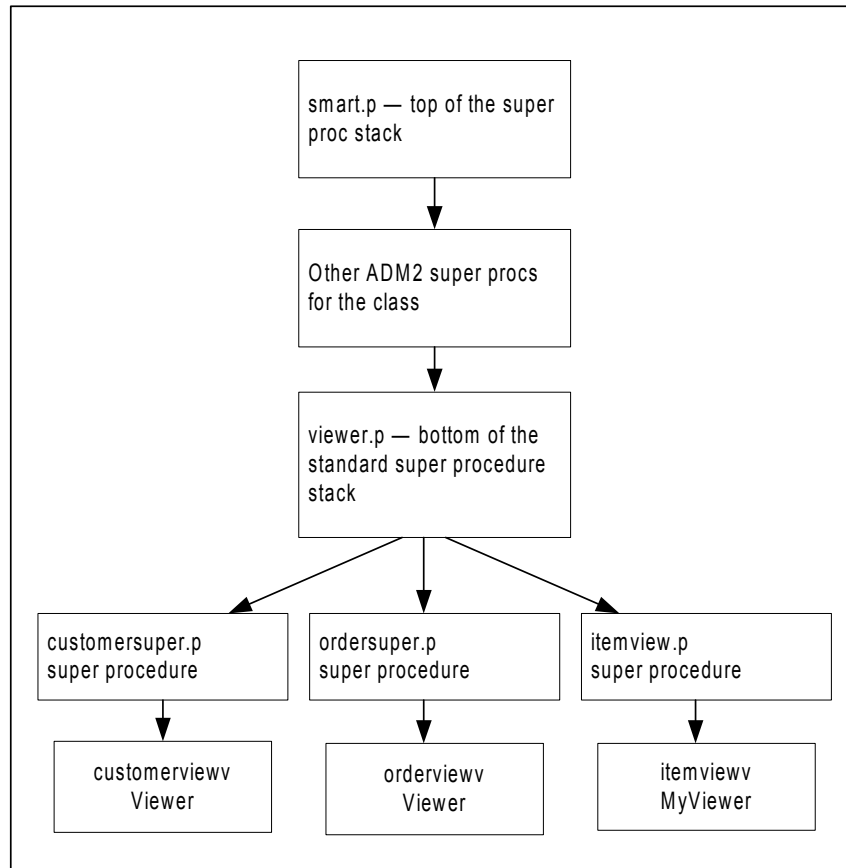 smart.p — top of the super
proc stack
Other ADM2 super procs
for the class
viewer.p — bottom of the
standard super procedure
stack
customersuper.p
super procedure
ordersuper.p
super procedure
itemview.p
super procedure
customerviewv
Viewer
orderviewv
Viewer
itemviewv
MyViewer